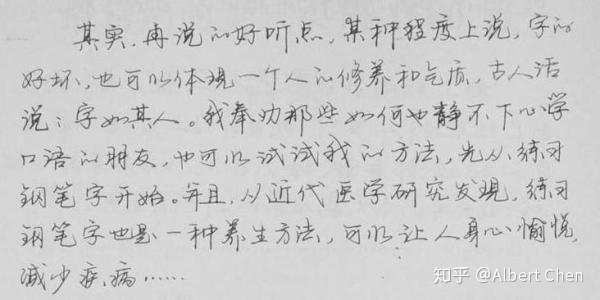 其实,再说的好听点,某种程度上说,字的
好坏,也可以体现一个人的修养和气质,古人话
说:字如其人。我奉劝那些如何也静不下心学
口语的朋友,也可以试试我的方法,先从练习
钢笔字开始。并且,从近代医学研究发现,练习
钢笔字也是一种养生方法,可以让人身心愉悦,
减少疾病……
知乎 @Albert Chen